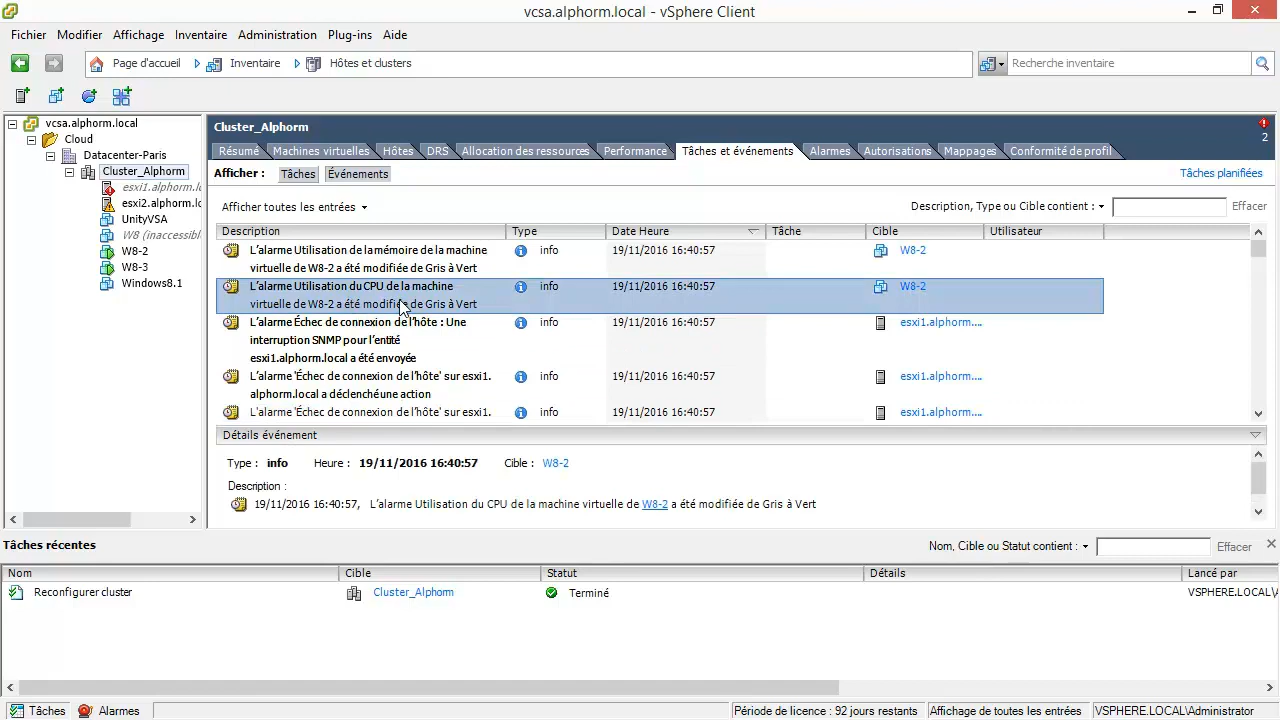 vcsa.alphorm.local - vSphere Client
Fichier Modifier Affichage Inventaire Administration Plug-ins Aide
Page d'accueil Inventaire Hôtes et clusters Recherche inventaire
vcsa.alphorm.local
Cloud
Datacenter-Paris
Cluster_Alphorm
esxi1.alphorm.lo
esxi2.alphorm.lo
UnityVSA
W8 (inaccessibl
W8-2
W8-3
Windows8.1
Cluster_Alphorm
2
Résumé Machines virtuelles Hôtes DRS Allocation des ressources Performance Tâches et événements Alarmes Autorisations Mappages Conformité de profil
Afficher : Tâches Événements Tâches planifiées
Afficher toutes les entrées Description, Type ou Cible contient : Effacer
Description Type Date Heure Tâche Cible Utilisateur
L'alarme Utilisation de la mémoire de la machine info 19/11/2016 16:40:57 W8-2
virtuelle de W8-2 a été modifiée de Gris à Vert
L'alarme Utilisation du CPU de la machine info 19/11/2016 16:40:57 W8-2
virtuelle de W8-2 a été modifiée de Gris à Vert
L'alarme Échec de connexion de l'hôte : Une info 19/11/2016 16:40:57 esxi1.alphorm....
interruption SNMP pour l'entité
esxi1.alphorm.local a été envoyée
L'alarme 'Échec de connexion de l'hôte' sur esxi1. info 19/11/2016 16:40:57 esxi1.alphorm....
alphorm.local a déclenché une action
L'alarme 'Échec de connexion de l'hôte' sur esxi1. info 19/11/2016 16:40:57 esxi1.alphorm....
Détails événement
Type : info Heure : 19/11/2016 16:40:57 Cible : W8-2
Description :
19/11/2016 16:40:57, L'alarme Utilisation du CPU de la machine virtuelle de W8-2 a été modifiée de Gris à Vert
Tâches récentes Nom, Cible ou Statut contient : Effacer
Nom Cible Statut Détails Lancé par
Reconfigurer cluster Cluster_Alphom Terminé VSPHERE.LOCAL\A
Tâches Alarmes Période de licence : 92 jours restants Affichage de toutes les entrées VSPHERE.LOCAL\Administrator